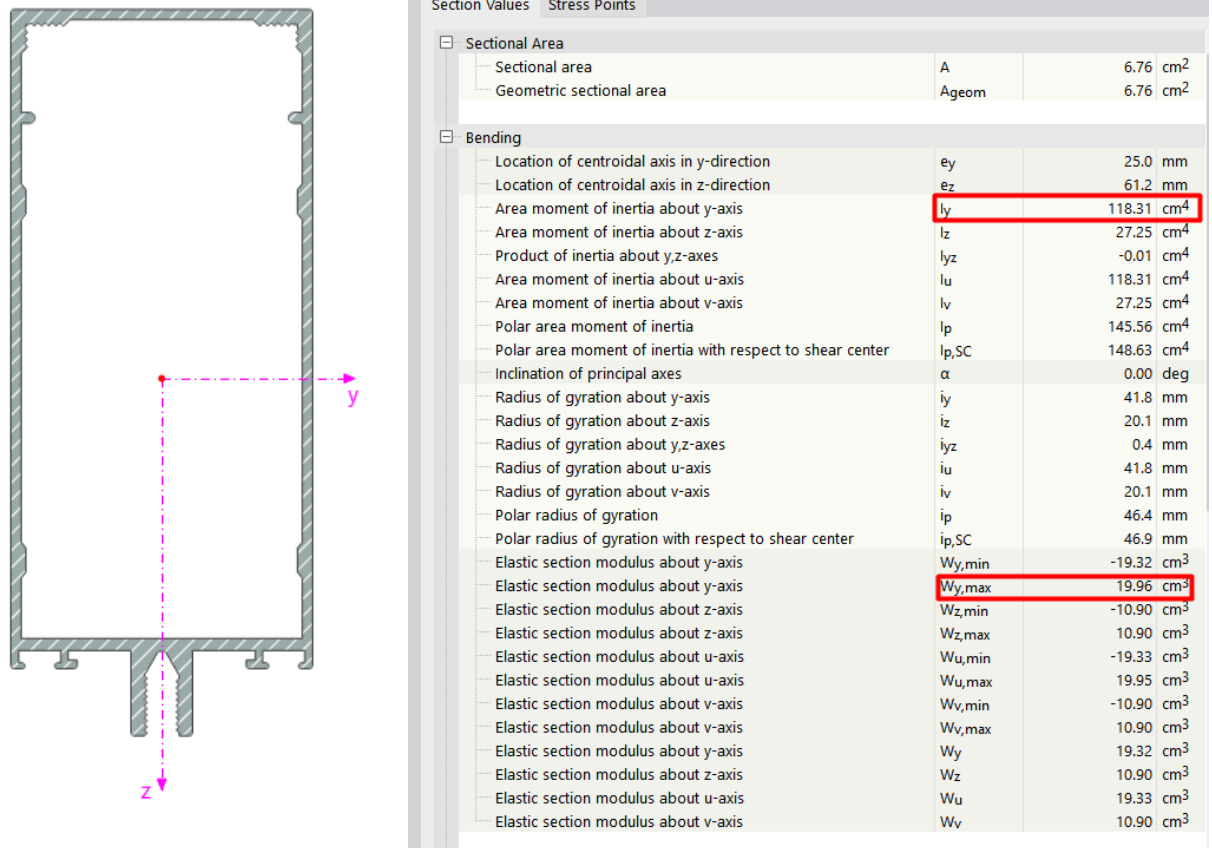 Section Values Stress Points
Sectional Area
Sectional area A 6.76 cm2
Geometric sectional area Ageom 6.76 cm2
Bending
Location of centroidal axis in y-direction ey 25.0 mm
Location of centroidal axis in z-direction ez 61.2 mm
Area moment of inertia about y-axis Iy 118.31 cm4
Area moment of inertia about z-axis Iz 27.25 cm4
Product of inertia about y,z-axes Iyz -0.01 cm4
Area moment of inertia about u-axis Iu 118.31 cm4
Area moment of inertia about v-axis Iv 27.25 cm4
Polar area moment of inertia Ip 145.56 cm4
Polar area moment of inertia with respect to shear center Ip,SC 148.63 cm4
Inclination of principal axes α 0.00 deg
Radius of gyration about y-axis iy 41.8 mm
Radius of gyration about z-axis iz 20.1 mm
Radius of gyration about y,z-axes iyz 0.4 mm
Radius of gyration about u-axis iu 41.8 mm
Radius of gyration about v-axis iv 20.1 mm
Polar radius of gyration ip 46.4 mm
Polar radius of gyration with respect to shear center ip,SC 46.9 mm
Elastic section modulus about y-axis Wy,min -19.32 cm3
Elastic section modulus about y-axis Wy,max 19.96 cm3
Elastic section modulus about z-axis Wz,min -10.90 cm3
Elastic section modulus about z-axis Wz,max 10.90 cm3
Elastic section modulus about u-axis Wu,min -19.33 cm3
Elastic section modulus about u-axis Wu,max 19.95 cm3
Elastic section modulus about v-axis Wv,min -10.90 cm3
Elastic section modulus about v-axis Wv,max 10.90 cm3
Elastic section modulus about y-axis Wy 19.32 cm3
Elastic section modulus about z-axis Wz 10.90 cm3
Elastic section modulus about u-axis Wu 19.33 cm3
Elastic section modulus about v-axis Wv 10.90 cm3
y
z